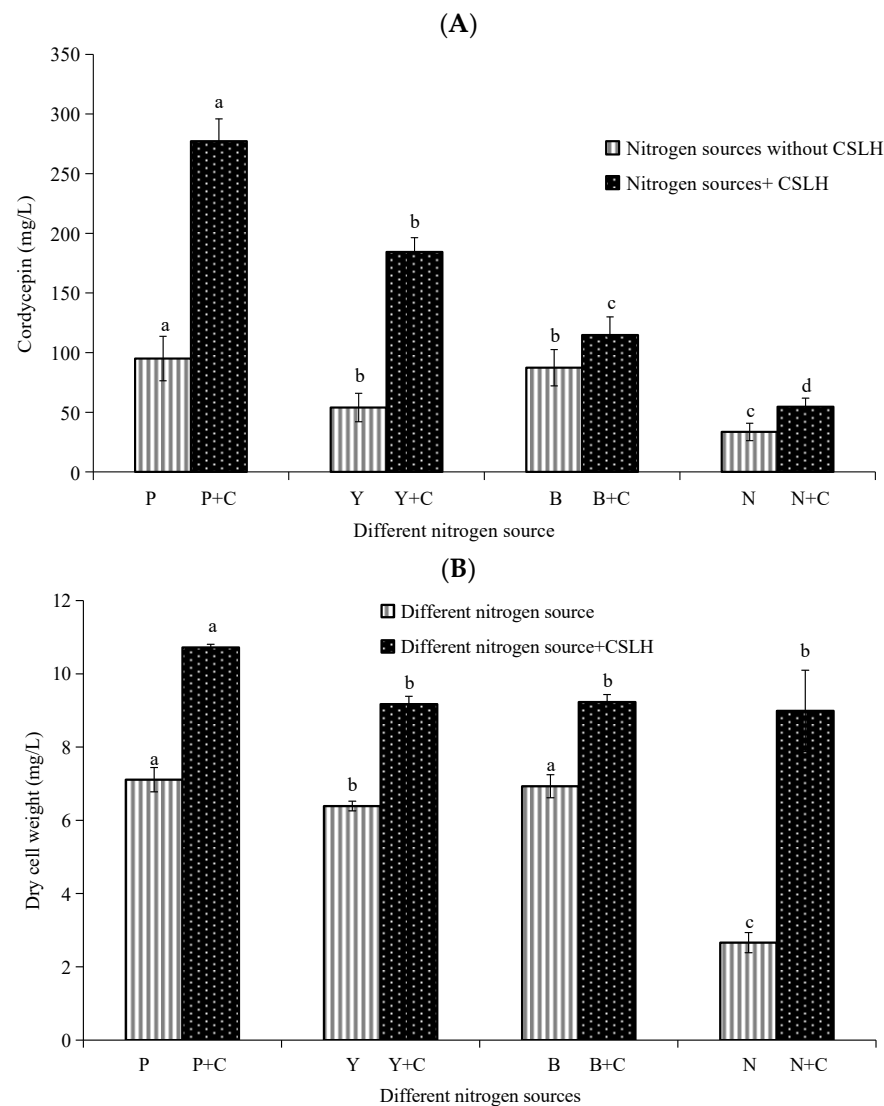 (A)
350
300
250
200
150
100
50
0
Cordycepin (mg/L)
a
a
b
b
b
c
c
d
Nitrogen sources without CSLH
Nitrogen sources+ CSLH
P P+C Y Y+C B B+C N N+C
Different nitrogen source
(B)
12
10
8
6
4
2
0
Dry cell weight (mg/L)
a
a
b
b
a
b
c
b
Different nitrogen source
Different nitrogen source+CSLH
P P+C Y Y+C B B+C N N+C
Different nitrogen sources